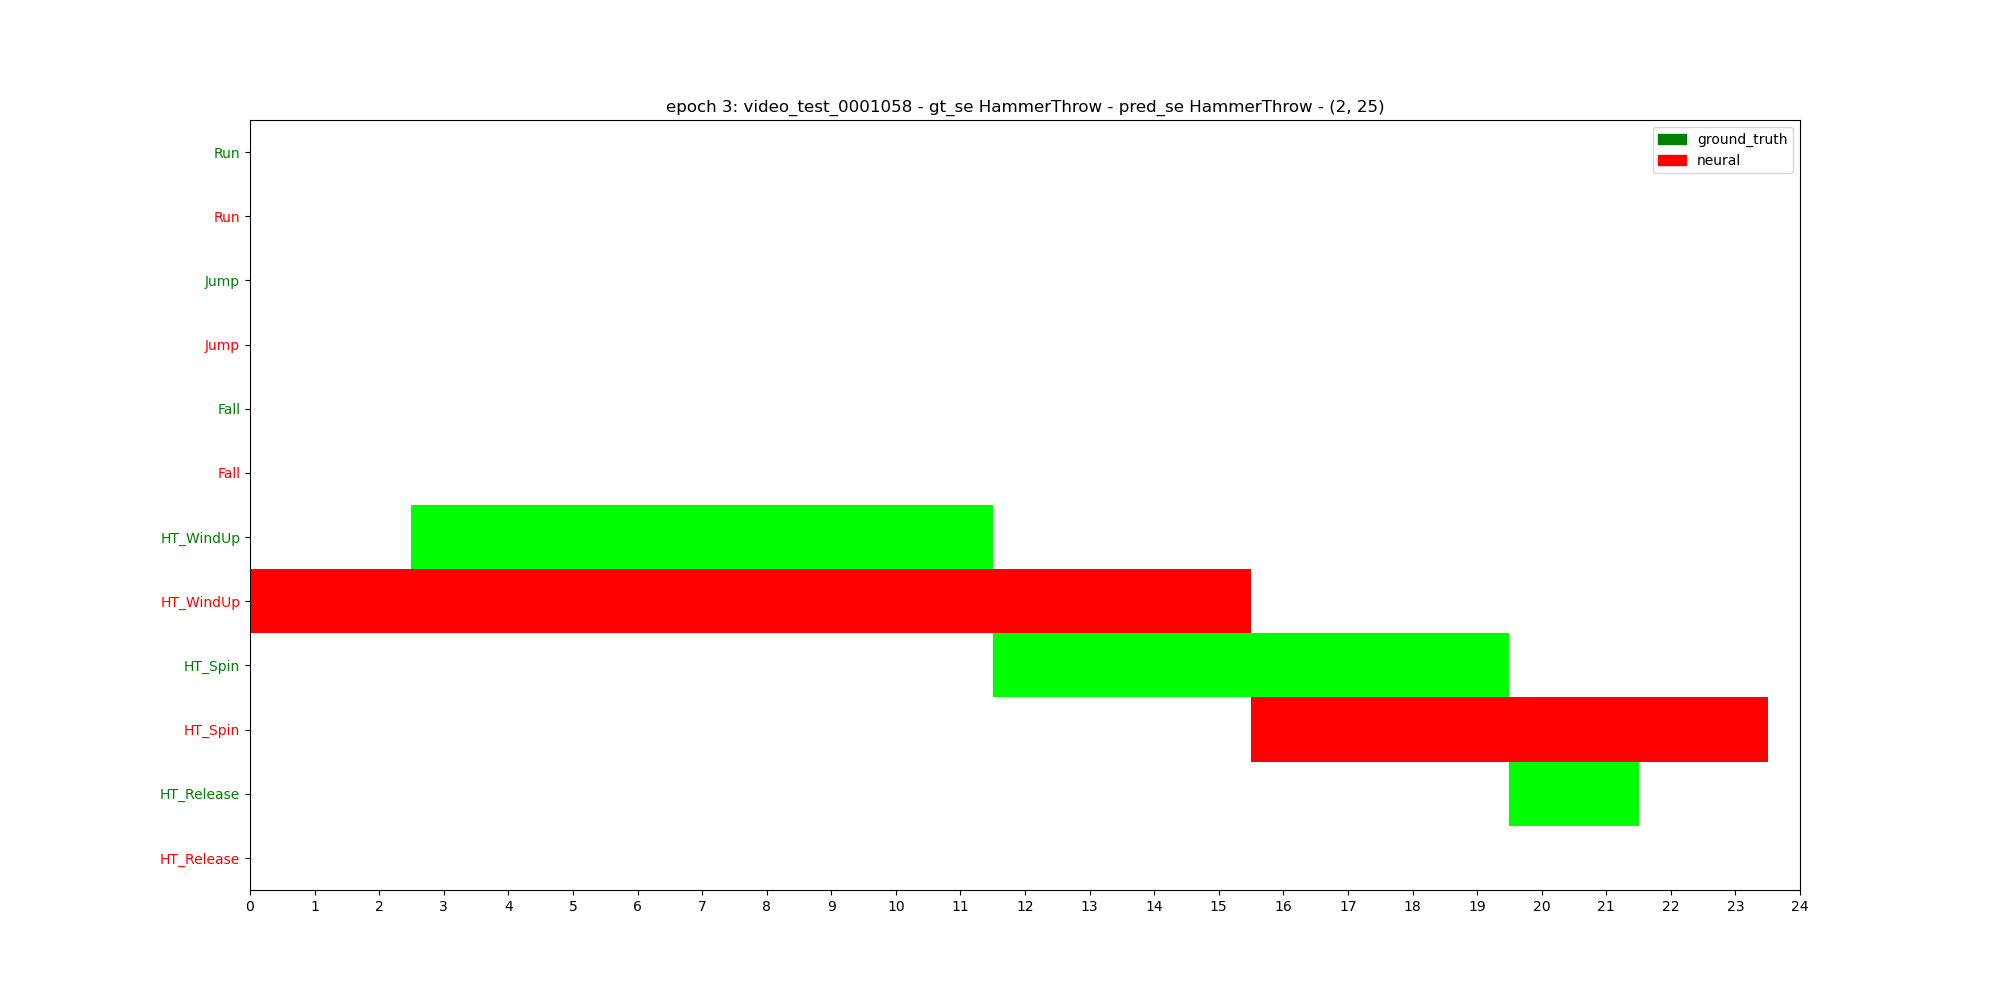 epoch 3: video_test_0001058 - gt_se HammerThrow - pred_se HammerThrow - (2, 25)
ground_truth
neural
Run
Run
Jump
Jump
Fall
Fall
HT_WindUp
HT_WindUp
HT_Spin
HT_Spin
HT_Release
HT_Release
0 1 2 3 4 5 6 7 8 9 10 11 12 13 14 15 16 17 18 19 20 21 22 23 24